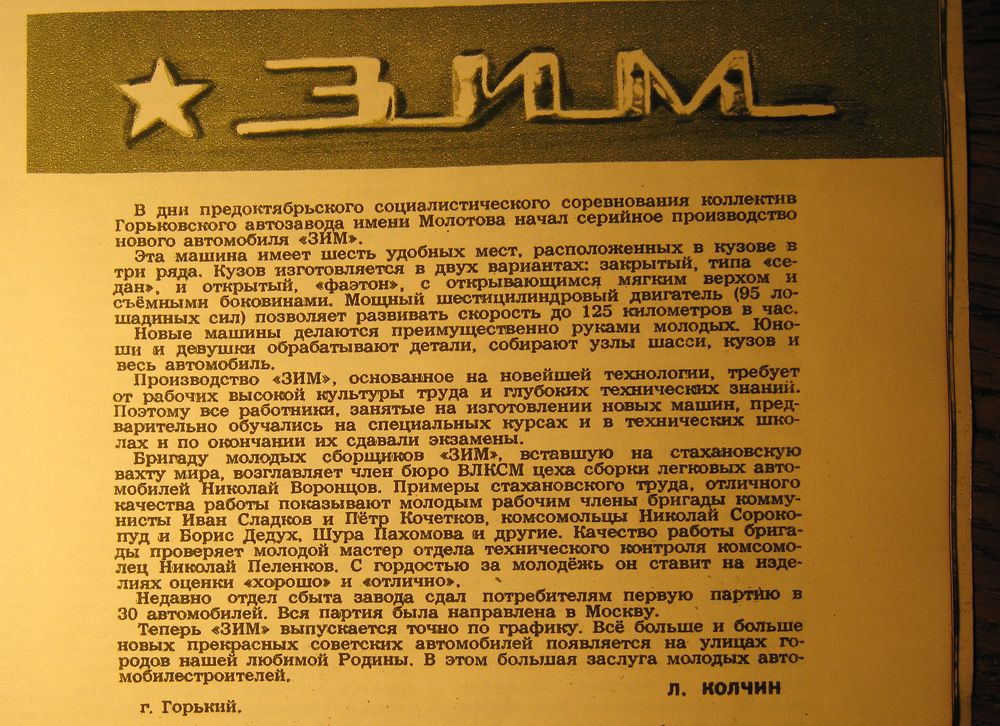 ЗИМ
В дни предоктябрьского социалистического соревнования коллектив
Горьковского автозавода имени Молотова начал серийное производство
нового автомобиля «ЗИМ».
Эта машина имеет шесть удобных мест, расположенных в кузове в
три ряда. Кузов изготовляется в двух вариантах: закрытый, типа «се-
дан», и открытый, «фаэтон», с открывающимся мягким верхом и
съёмными боковинами. Мощный шестицилиндровый двигатель (95 ло-
шадиных сил) позволяет развивать скорость до 125 километров в час.
Новые машины делаются преимущественно руками молодых. Юно-
ши и девушки обрабатывают детали, собирают узлы шасси, кузов и
весь автомобиль.
Производство «ЗИМ», основанное на новейшей технологии, требует
от рабочих высокой культуры труда и глубоких технических знаний.
Поэтому все работники, занятые на изготовлении новых машин, пред-
варительно обучались на специальных курсах и в технических шко-
лах и по окончании их сдавали экзамены.
Бригаду молодых сборщиков «ЗИМ», вставшую на стахановскую
вахту мира, возглавляет член бюро ВЛКСМ цеха сборки легковых авто-
мобилей Николай Воронцов. Примеры стахановского труда, отличного
качества работы показывают молодым рабочим члены бригады комму-
нисты Иван Сладков и Пётр Кочетков, комсомольцы Николай Сороко-
пуд и Борис Дедух, Шура Пахомова и другие. Качество работы брига-
ды проверяет молодой мастер отдела технического контроля комсомо-
лец Николай Пеленков. С гордостью за молодёжь он ставит на изде-
лиях оценки «хорошо» и «отлично».
Недавно отдел сбыта завода сдал потребителям первую партию в
30 автомобилей. Вся партия была направлена в Москву.
Теперь «ЗИМ» выпускается точно по графику. Всё больше и больше
новых прекрасных советских автомобилей появляется на улицах го-
родов нашей любимой Родины. В этом большая заслуга молодых авто-
мобилестроителей.
Л. КОЛЧИН
г. Горький.